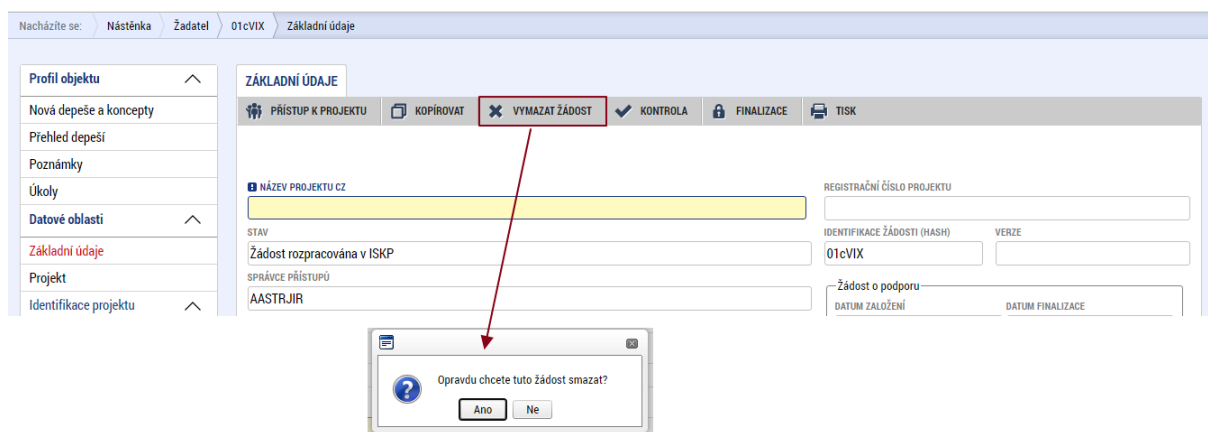 Nacházíte se: Nástěnka Žadatel 01cVIX Základní údaje
Profil objektu
Nová depeše a koncepty
Přehled depeší
Poznámky
Úkoly
Datové oblasti
Základní údaje
Projekt
Identifikace projektu
ZÁKLADNÍ ÚDAJE
PŘÍSTUP K PROJEKTU KOPÍROVAT VYMAZAT ŽÁDOST KONTROLA FINALIZACE TISK
NÁZEV PROJEKTU CZ
REGISTRAČNÍ ČÍSLO PROJEKTU
STAV
Žádost rozpracována v ISKP
IDENTIFIKACE ŽÁDOSTI (HASH) VERZE
01cVIX
SPRÁVCE PŘÍSTUPŮ
AASTRJIR
Žádost o podporu
DATUM ZALOŽENÍ DATUM FINALIZACE
Opravdu chcete tuto žádost smazat?
Ano Ne